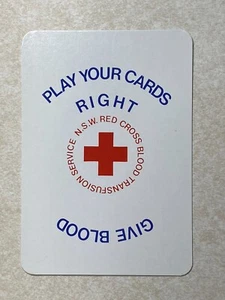 PLAY YOUR CARDS
RIGHT
N.S.W. RED CROSS BLOOD TRANSFUSION SERVICE
GIVE BLOOD